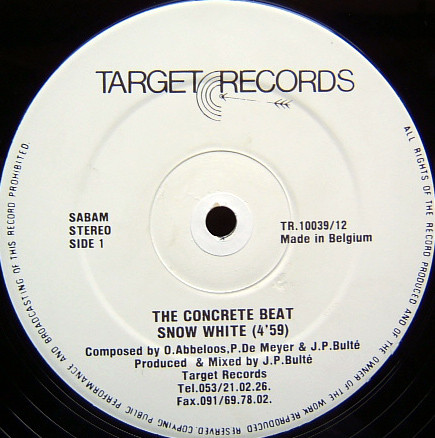 TARGET RECORDS
SABAM
STEREO
SIDE 1
TR.10039/12
Made in Belgium
THE CONCRETE BEAT
SNOW WHITE (4'59)
Composed by O.Abbeloos,P.De Meyer & J.P.Bulté
Produced & Mixed by J.P.Bulté
Target Records
Tel.053/21.02.26.
Fax.091/69.78.02.
ALL RIGHTS OF THE RECORD PRODUCED AND OF THE OWNER OF THE WORK REPRODUCED RESERVED. COPYING PUBLIC PERFORMANCE AND BROADCASTING OF THIS RECORD PROHIBITED.